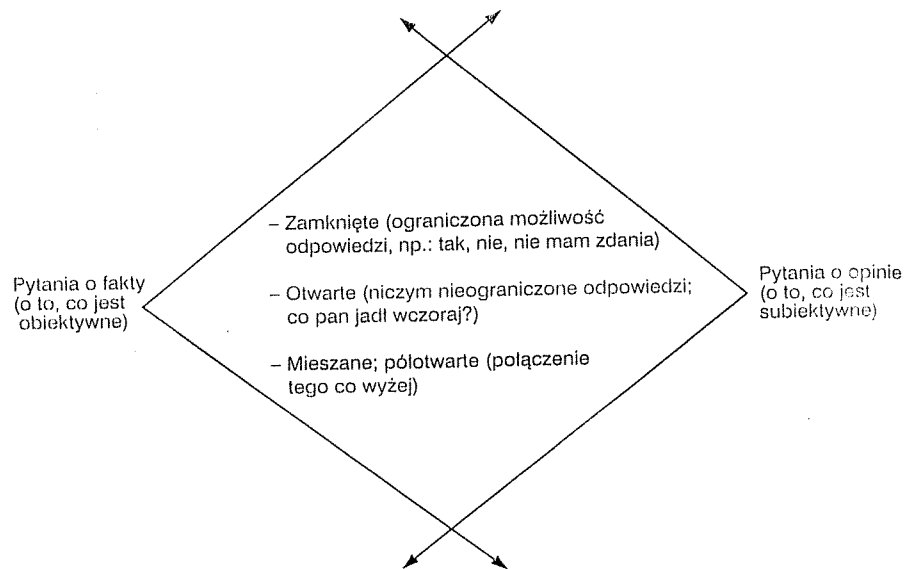 Pytania o fakty
(o to, co jest
obiektywne)
– Zamknięte (ograniczona możliwość
odpowiedzi, np.: tak, nie, nie mam zdania)
– Otwarte (niczym nieograniczone odpowiedzi;
co pan jadł wczoraj?)
– Mieszane; półotwarte (połączenie
tego co wyżej)
Pytania o opinie
(o to, co jest
subiektywne)